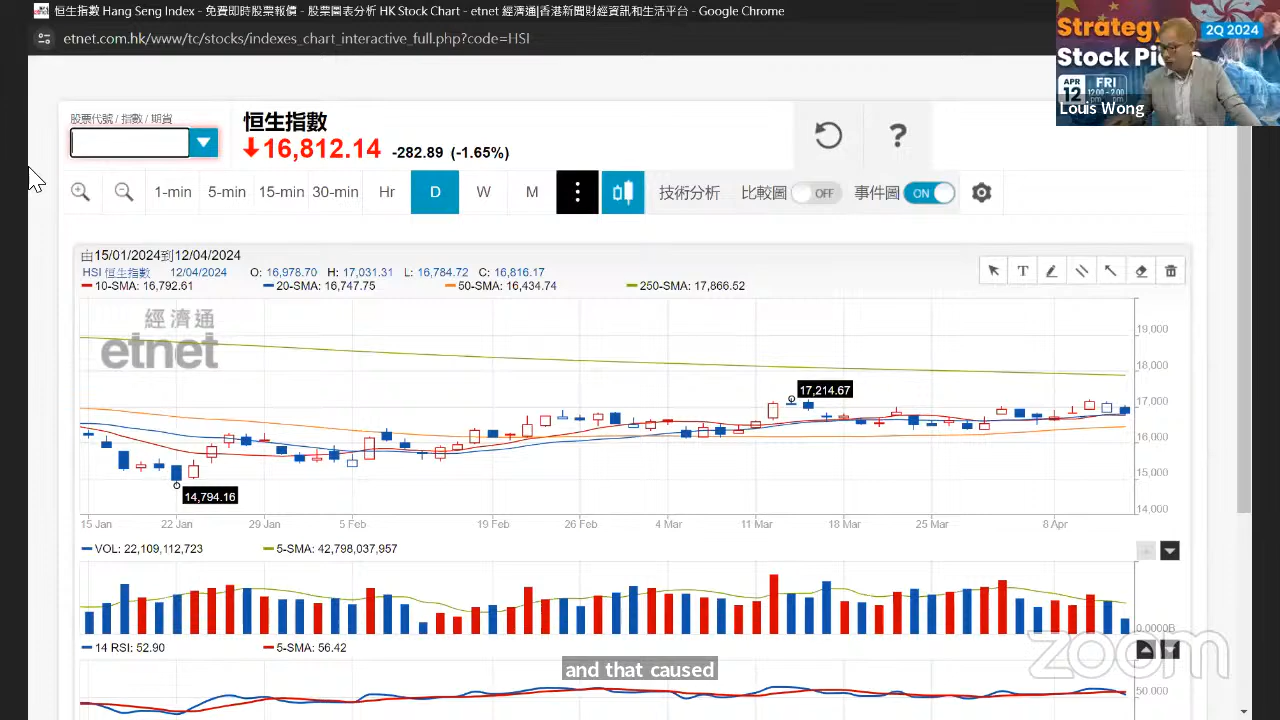 恒生指數 Hang Seng Index - 免費即時股票報價 - 股票圖表分析 HK Stock Chart - etnet 經濟通|香港新聞財經資訊和生活平台 - Google Chrome
etnet.com.hk/www/tc/stocks/indexes_chart_inte
Strategy
2Q 2024
Stock Pi
APR
12
FRI
Louis Wong
股票代號 / 指數 / 期貨
恒生指數
16,812.14 -282.89 (-1.65%)
?
1-min 5-min 15-min 30-min Hr D W M 技術分析 比較圖 OFF 事件圖 ON
由15/01/2024到12/04/2024
HSI 恒生指數 12/04/2024 O: 16,978.70 H: 17,031.31 L: 16,784.72 C: 16,816.17
T
10-SMA: 16,792.61 20-SMA: 16,747.75 50-SMA: 16,434.74 250-SMA: 17,866.52
經濟通
etnet
19,000
18,000
17,214.67
17,000
16,000
15,000
14,794.16
14,000
15 Jan 22 Jan 29 Jan 5 Feb 19 Feb 26 Feb 4 Mar 11 Mar 18 Mar 25 Mar 8 Apr
VOL: 22,109,112,723 5-SMA: 42,798,037,957
0.0000B
14 RSI: 52.90 5-SMA: 56.42
zoom
and that caused
50.000